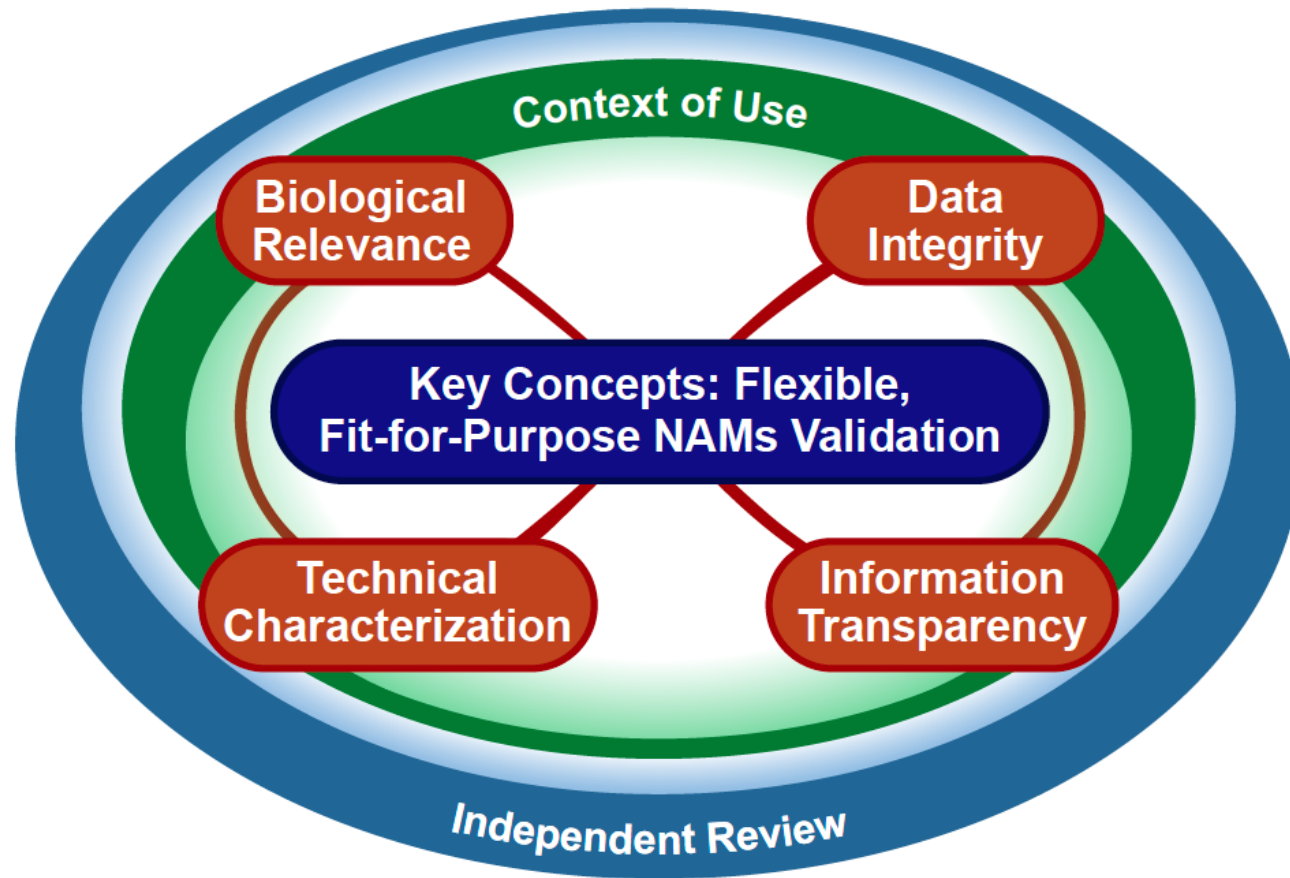 Context of Use
Biological
Relevance
Data
Integrity
Key Concepts: Flexible,
Fit-for-Purpose NAMs Validation
Technical
Characterization
Information
Transparency
Independent Review